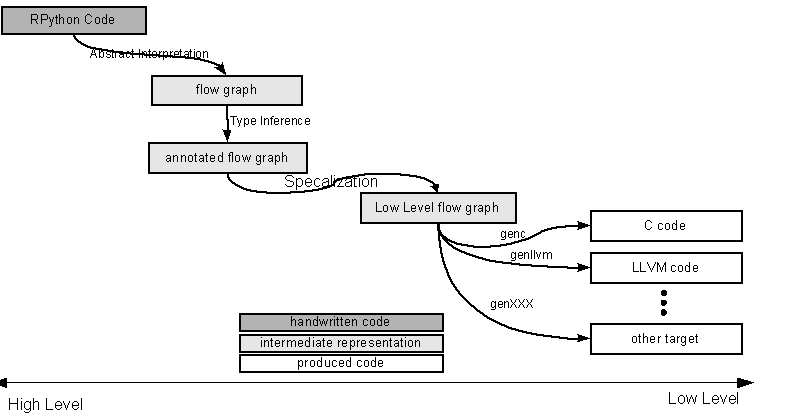 RPython Code
Abstract Interpretation
flow graph
Type Inference
annotated flow graph
Specalization
Low Level flow graph
genc
C code
genllvm
LLVM code
genXXX
other target
handwritten code
intermediate representation
produced code
High Level
Low Level